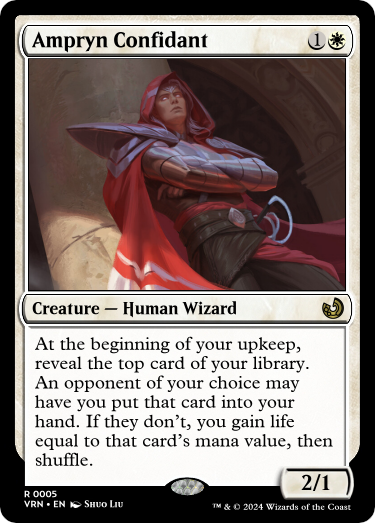 Ampryn Confidant 1
Creature — Human Wizard
At the beginning of your upkeep,
reveal the top card of your library.
An opponent of your choice may
have you put that card into your
hand. If they don't, you gain life
equal to that card's mana value, then
shuffle.
2/1
R 0005
VRN • EN Shuo Liu
™ & © 2024 Wizards of the Coast